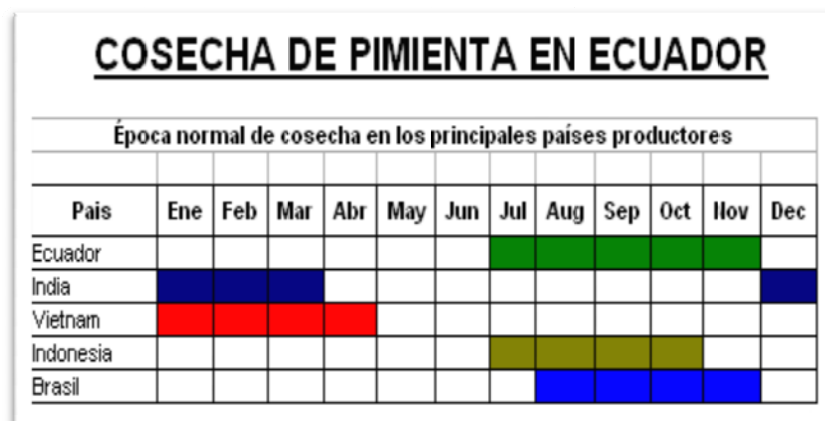 COSECHA DE PIMIENTA EN ECUADOR
Época normal de cosecha en los principales países productores
Pais Ene Feb Mar Abr May Jun Jul Aug Sep Oct Nov Dec
Ecuador
India
Vietnam
Indonesia
Brasil